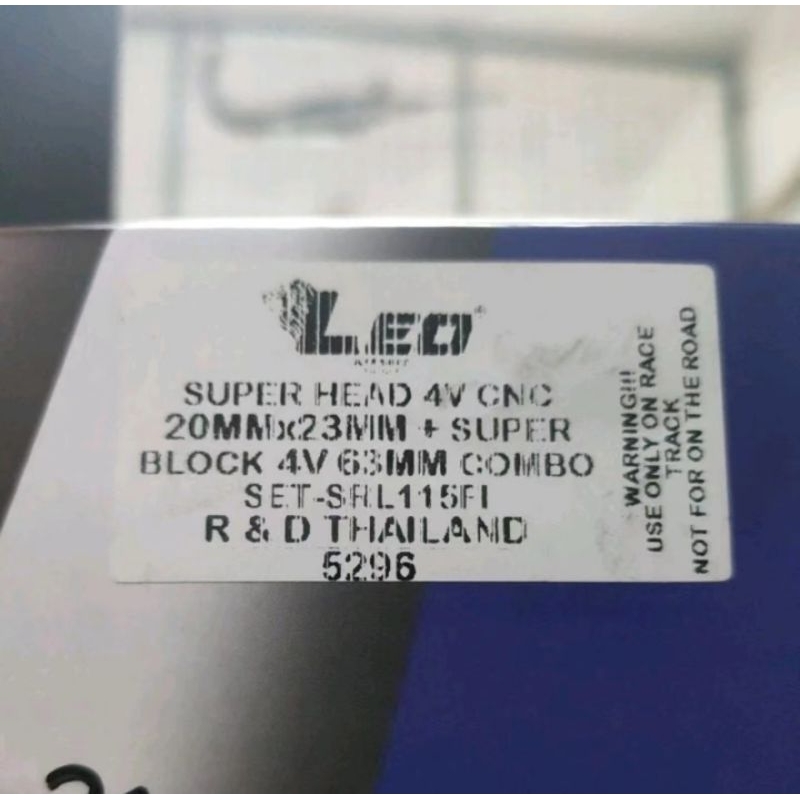 LEO
SUPER HEAD 4V CNC
20MMx23MM + SUPER
BLOCK 4V 63MM COMBO
SET-SRL115FI
R & D THAILAND
5296
WARNING!!!
USE ONLY ON RACE
TRACK
NOT FOR ON THE ROAD